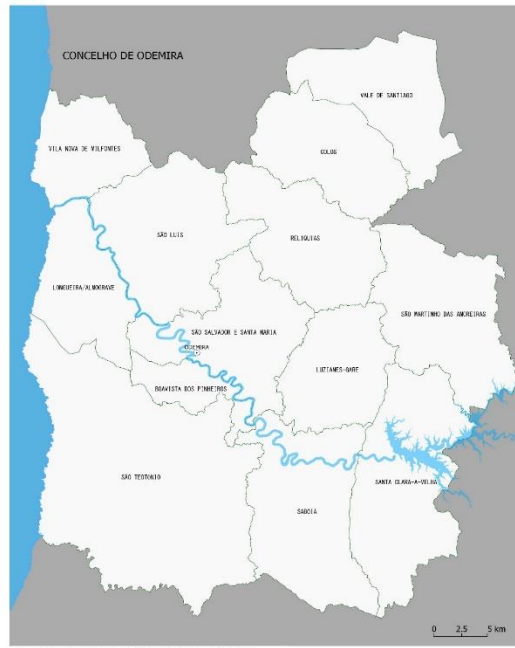 CONCELHO DE ODEMIRA
VALE DE SANTIAGO
VILA NOVA DE MILFONTES
COLOS
SÃO LUIS
RELIQUIAS
LONGUEIRA/ALMOGRAVE
SÃO MARTINHO DAS AMOREIRAS
SÃO SALVADOR E SANTA MARIA
ODEMIRA
LUZIANES-GARE
BOAVISTA DOS PINHEIROS
SÃO TEOTONIO
SANTA CLARA-A-VELHA
SABOIA
0 2.5 5 km